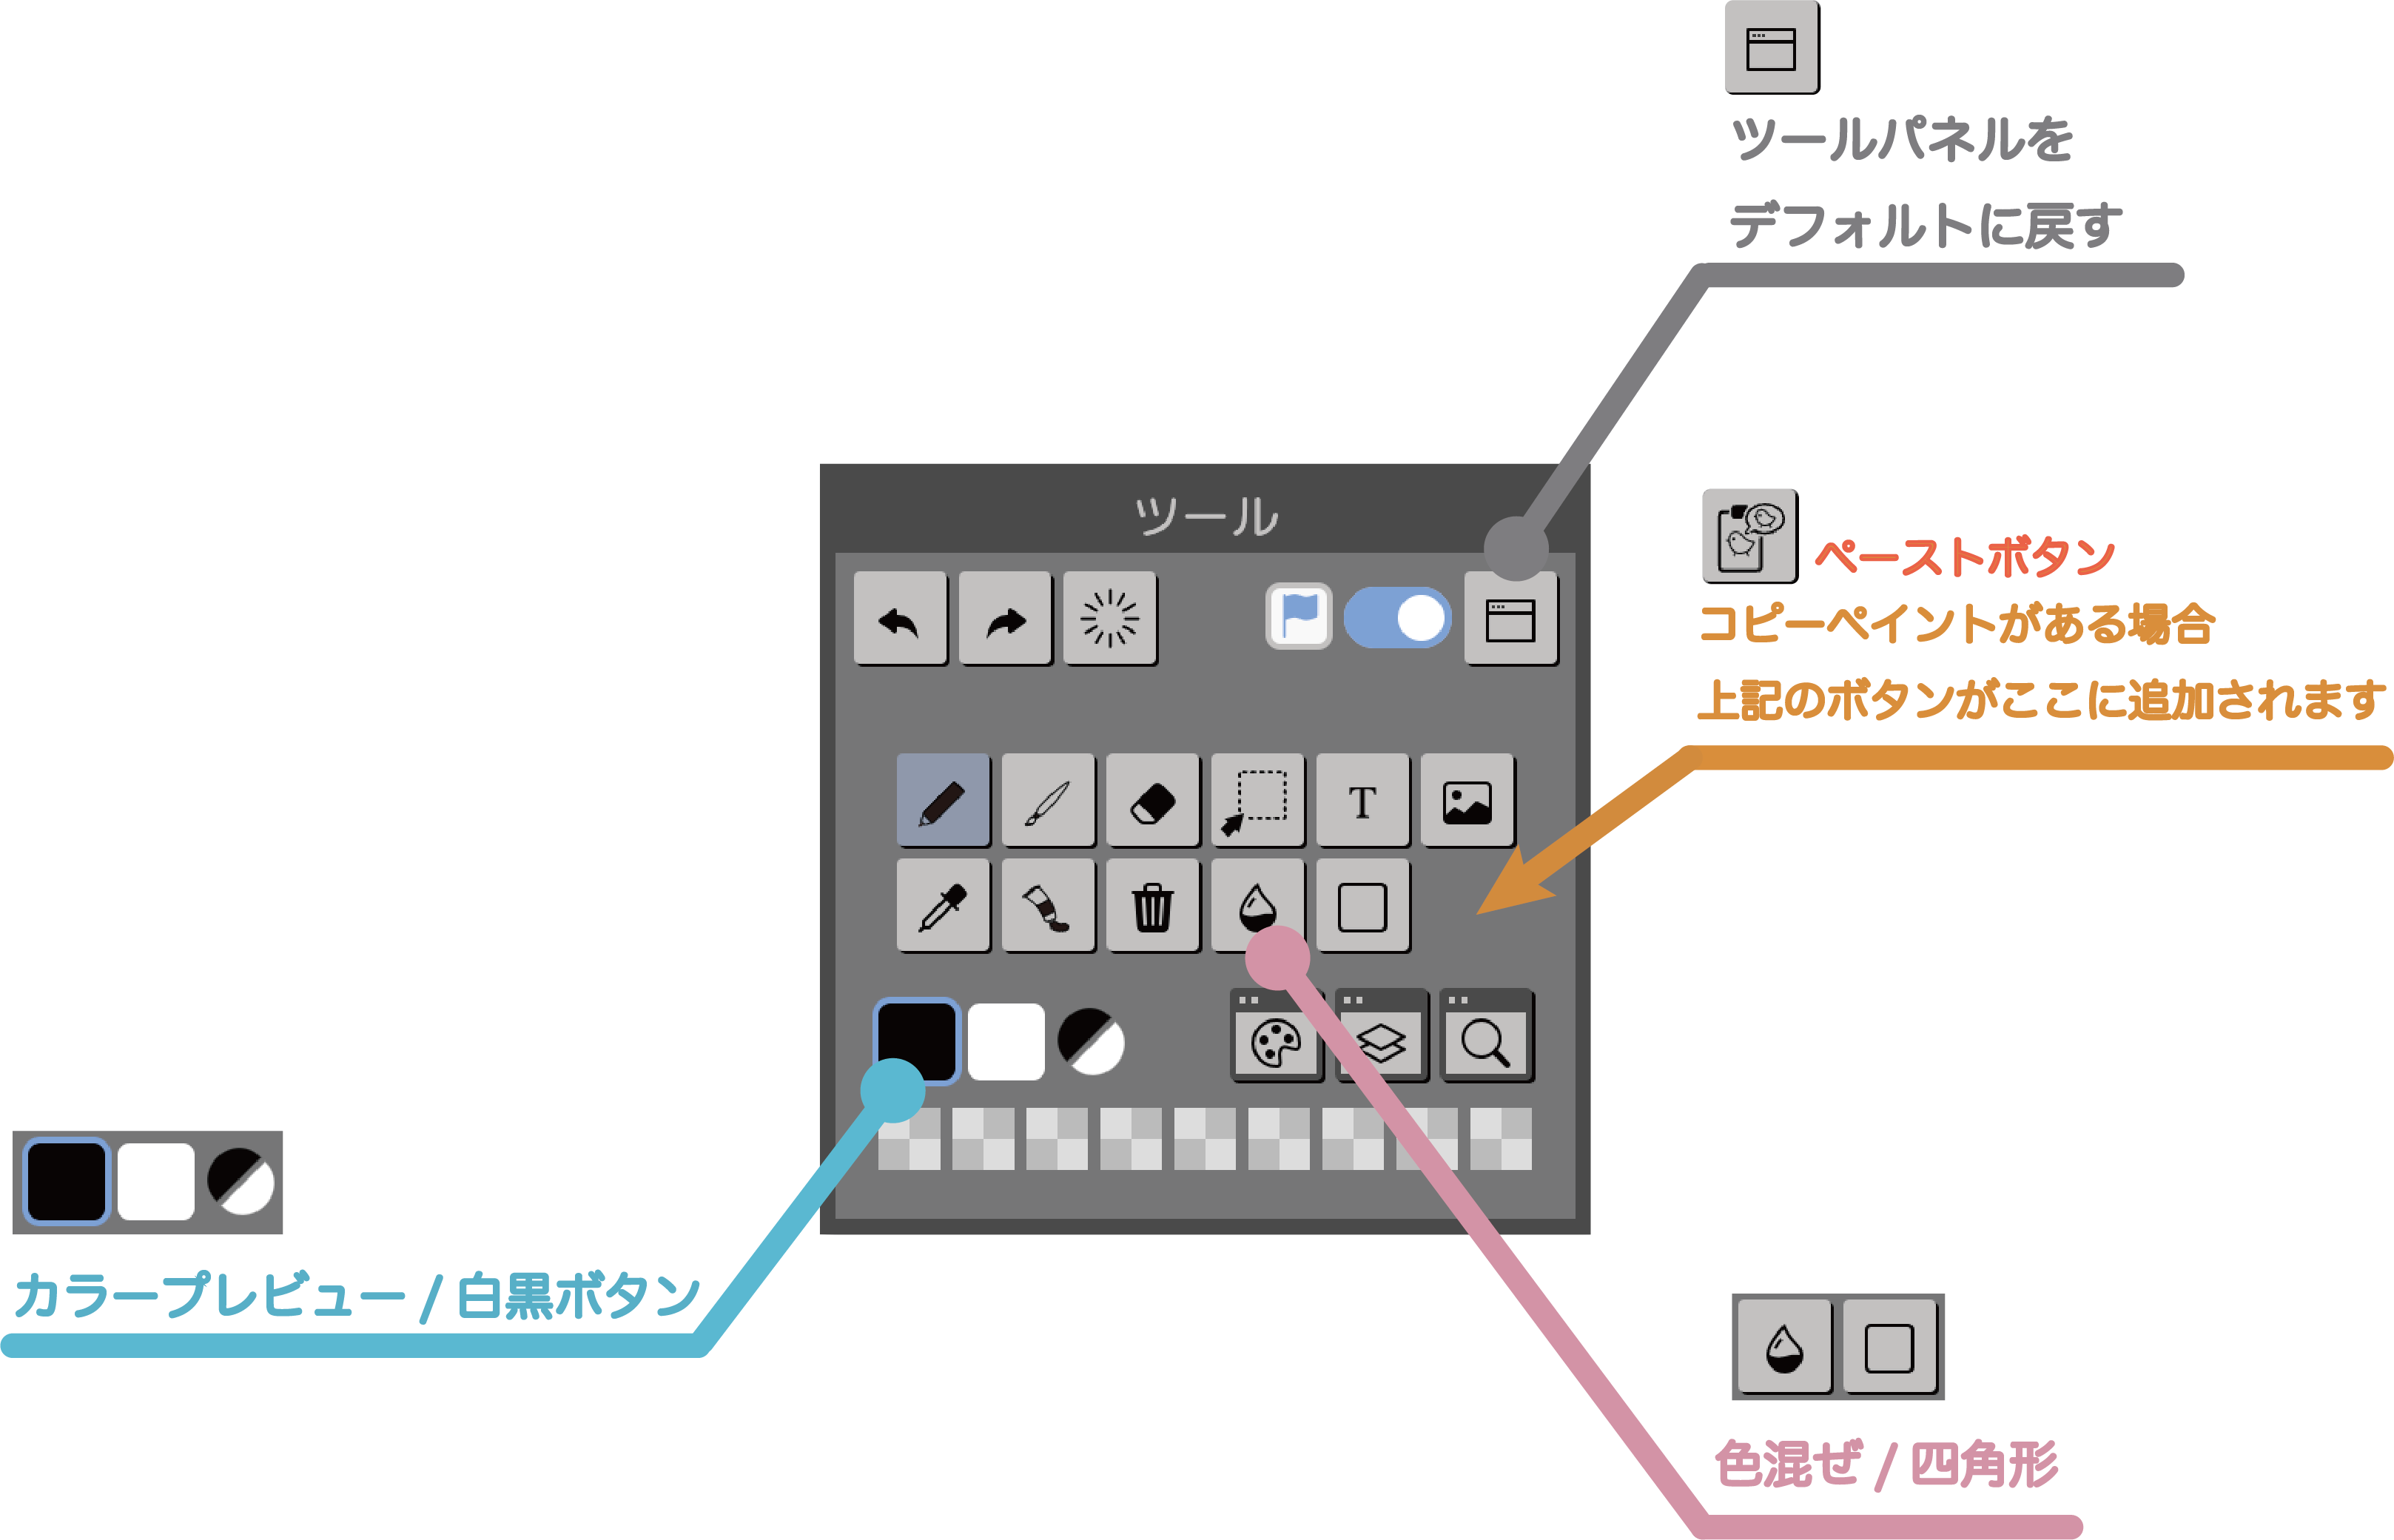 ツールパネルを
デフォルトに戻す
ツール
ペーストボタン
コピーペイントがある場合
上記のボタンがここに追加されます
T
カラープレビュー/白黒ボタン
色混ぜ/四角形